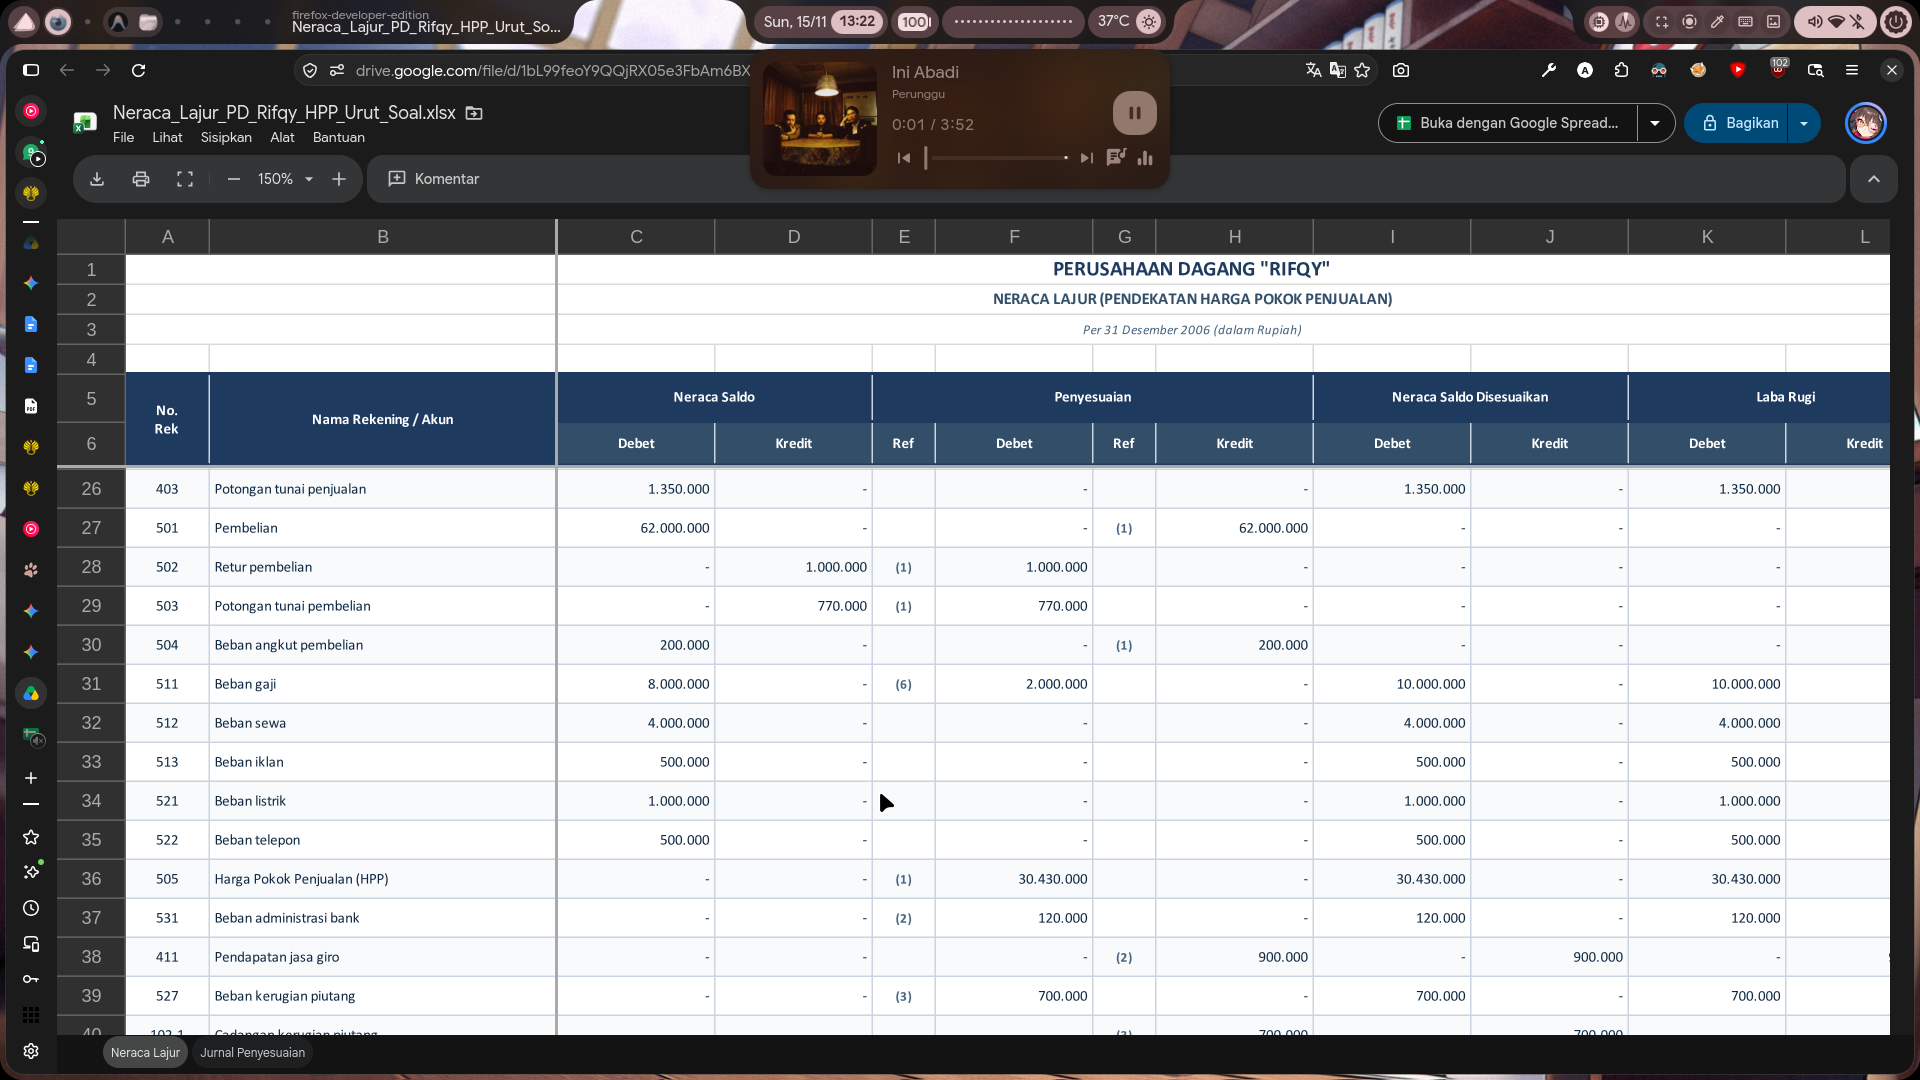 firefox-developer-edition
Neraca_Lajur_PD_Rifqy_HPP_Urut_So...
Sun, 15/11 13:22 100 37°C
drive.google.com/file/d/1bL99feoY9QQjRX05e3FbAm6BX
102
Ini Abadi
Perunggu
0:01 / 3:52
Neraca_Lajur_PD_Rifqy_HPP_Urut_Soal.xlsx
File Lihat Sisipkan Alat Bantuan
Buka dengan Google Spread...
Bagikan
150%
Komentar
A B C D E F G H I J K L
1 PERUSAHAAN DAGANG "RIFQY"
2 NERACA LAJUR (PENDEKATAN HARGA POKOK PENJUALAN)
3 Per 31 Desember 2006 (dalam Rupiah)
4
5 No. Rek Nama Rekening / Akun Neraca Saldo Penyesuaian Neraca Saldo Disesuaikan Laba Rugi
6 Debet Kredit Ref Debet Ref Kredit Debet Kredit Debet Kredit
26 403 Potongan tunai penjualan 1.350.000 - - - 1.350.000 - 1.350.000
27 501 Pembelian 62.000.000 - - (1) 62.000.000 - - -
28 502 Retur pembelian - 1.000.000 (1) 1.000.000 - - - -
29 503 Potongan tunai pembelian - 770.000 (1) 770.000 - - - -
30 504 Beban angkut pembelian 200.000 - - (1) 200.000 - - -
31 511 Beban gaji 8.000.000 - (6) 2.000.000 - 10.000.000 - 10.000.000
32 512 Beban sewa 4.000.000 - - - 4.000.000 - 4.000.000
33 513 Beban iklan 500.000 - - - 500.000 - 500.000
34 521 Beban listrik 1.000.000 - - - 1.000.000 - 1.000.000
35 522 Beban telepon 500.000 - - - 500.000 - 500.000
36 505 Harga Pokok Penjualan (HPP) - - (1) 30.430.000 - 30.430.000 - 30.430.000
37 531 Beban administrasi bank - - (2) 120.000 - 120.000 - 120.000
38 411 Pendapatan jasa giro - - - (2) 900.000 - 900.000 -
39 527 Beban kerugian piutang - - (3) 700.000 - 700.000 - 700.000
40 102.1 Cadangan kerugian piutang (3) 700.000 700.000
Neraca Lajur Jurnal Penyesuaian